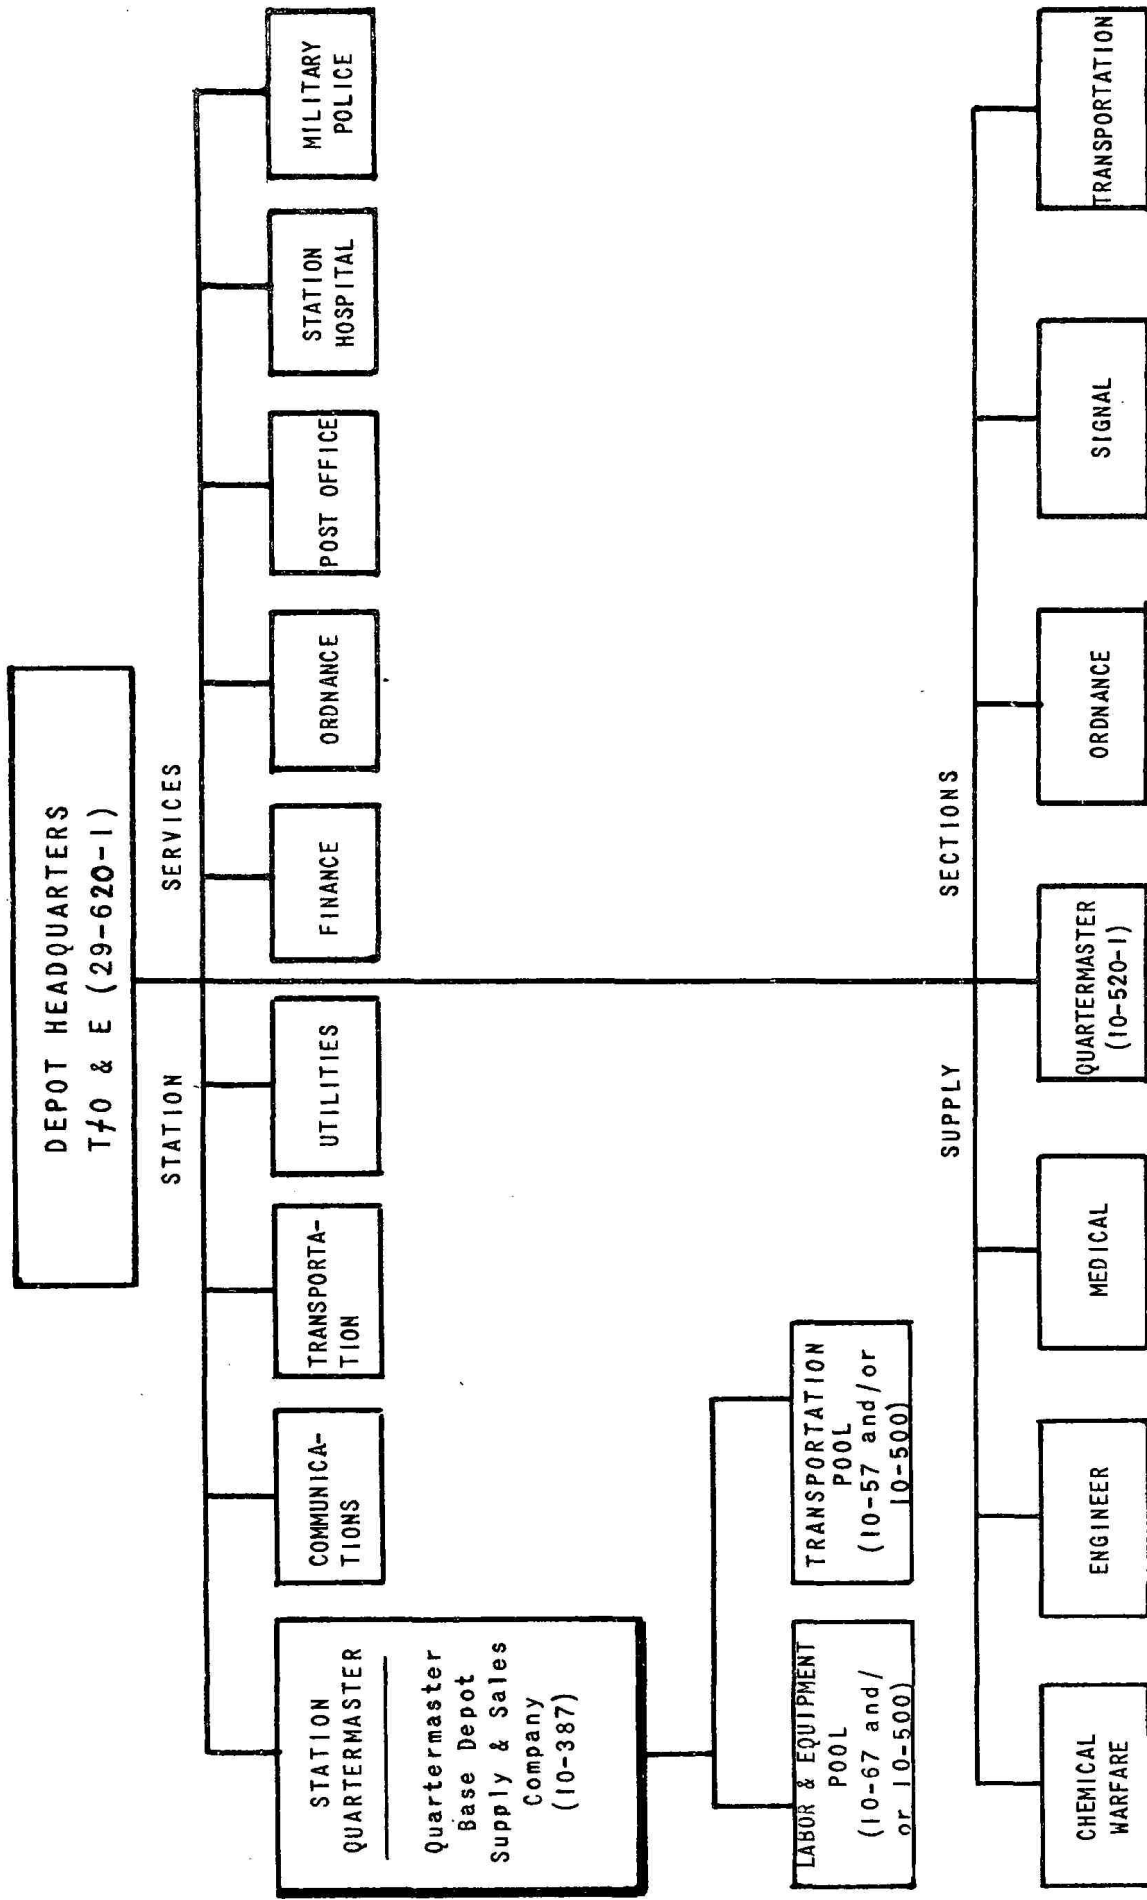 DEPOT HEADQUARTERS
T/O & E (29-620-1)
STATION SERVICES
STATION
QUARTERMASTER
Quartermaster
Base Depot
Supply & Sales
Company
(10-387)
COMMUNICA-
TIONS
TRANSPORTA-
TION
UTILITIES
FINANCE
ORDNANCE
POST OFFICE
STATION
HOSPITAL
MILITARY
POLICE
LABOR & EQUIPMENT
POOL
(10-67 and/
or 10-500)
TRANSPORTATION
POOL
(10-57 and/or
10-500)
SUPPLY SECTIONS
CHEMICAL
WARFARE
ENGINEER
MEDICAL
QUARTERMASTER
(10-520-1)
ORDNANCE
SIGNAL
TRANSPORTATION